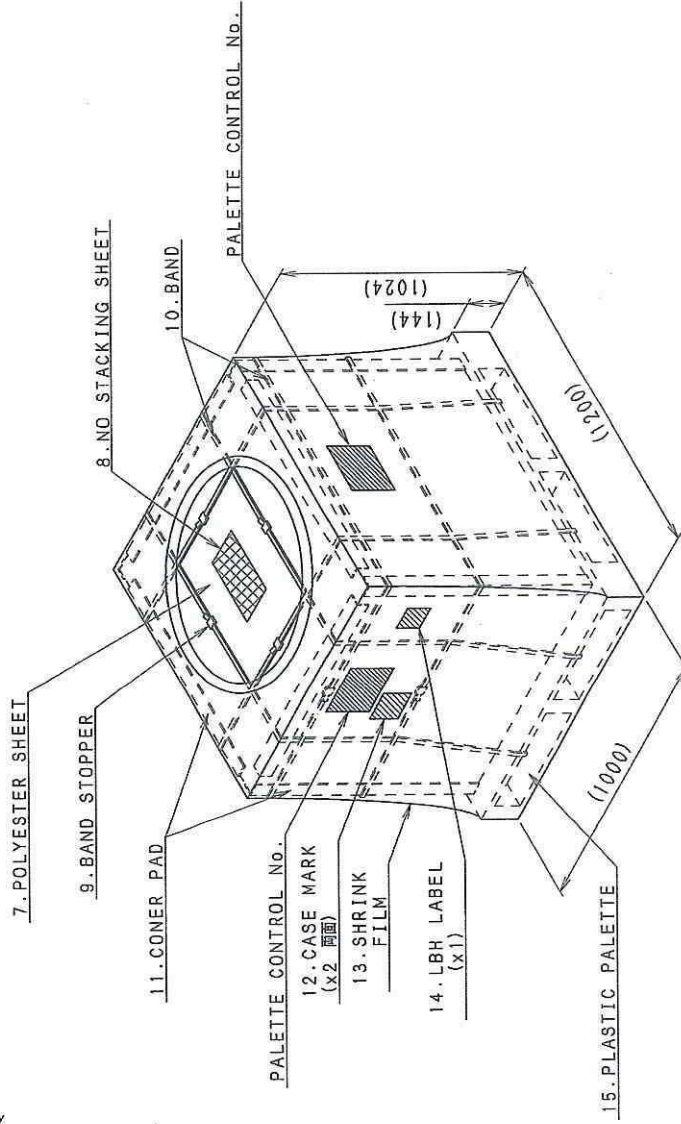 7.POLYESTER SHEET
9.BAND STOPPER
11.CONER PAD
PALETTE CONTROL No.
12.CASE MARK
(x2 両面)
13.SHRINK
FILM
14.LBH LABEL
(x1)
15.PLASTIC PALETTE
8.NO STACKING SHEET
10.BAND
PALETTE CONTROL No.
(1024)
(144)
(1200)
(1000)